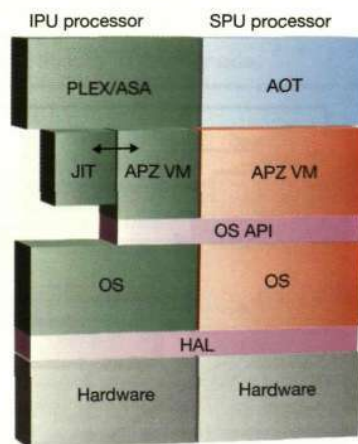 IPU processor SPU processor
PLEX/ASA AOT
JIT APZ VM APZ VM
OS API
OS OS
HAL
Hardware Hardware